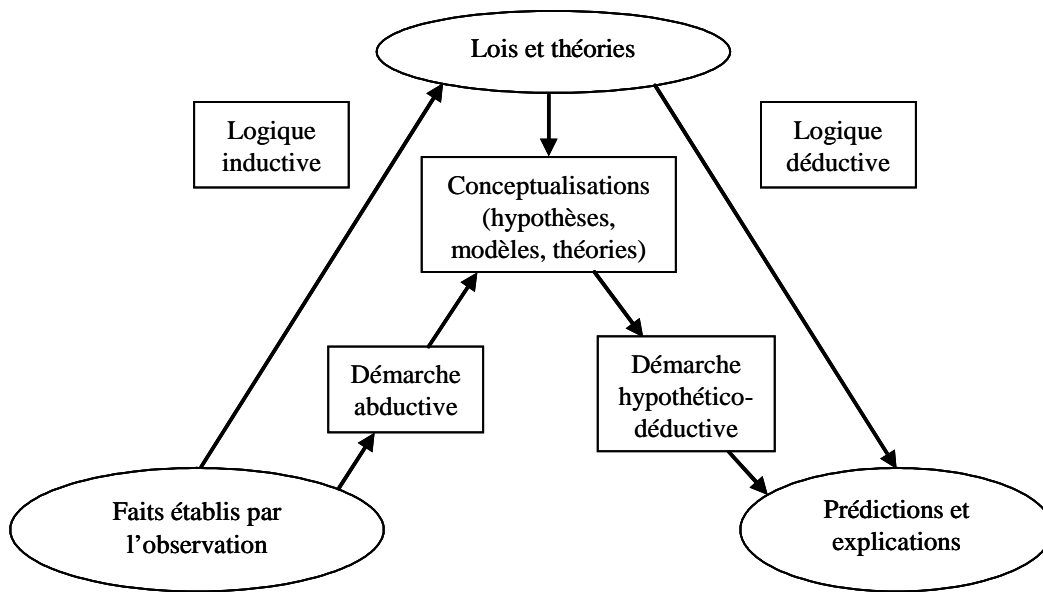 Lois et théories
Logique
inductive
Logique
déductive
Conceptualisations
(hypothèses,
modèles, théories)
Démarche
abductive
Démarche
hypothético-
déductive
Faits établis par
l’observation
Prédictions et
explications